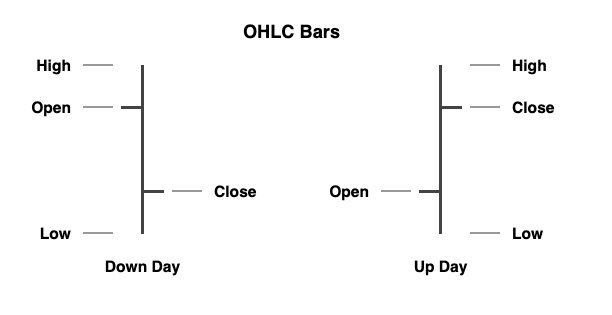 OHLC Bars
High
High
Open
Close
Close
Open
Low
Low
Down Day
Up Day